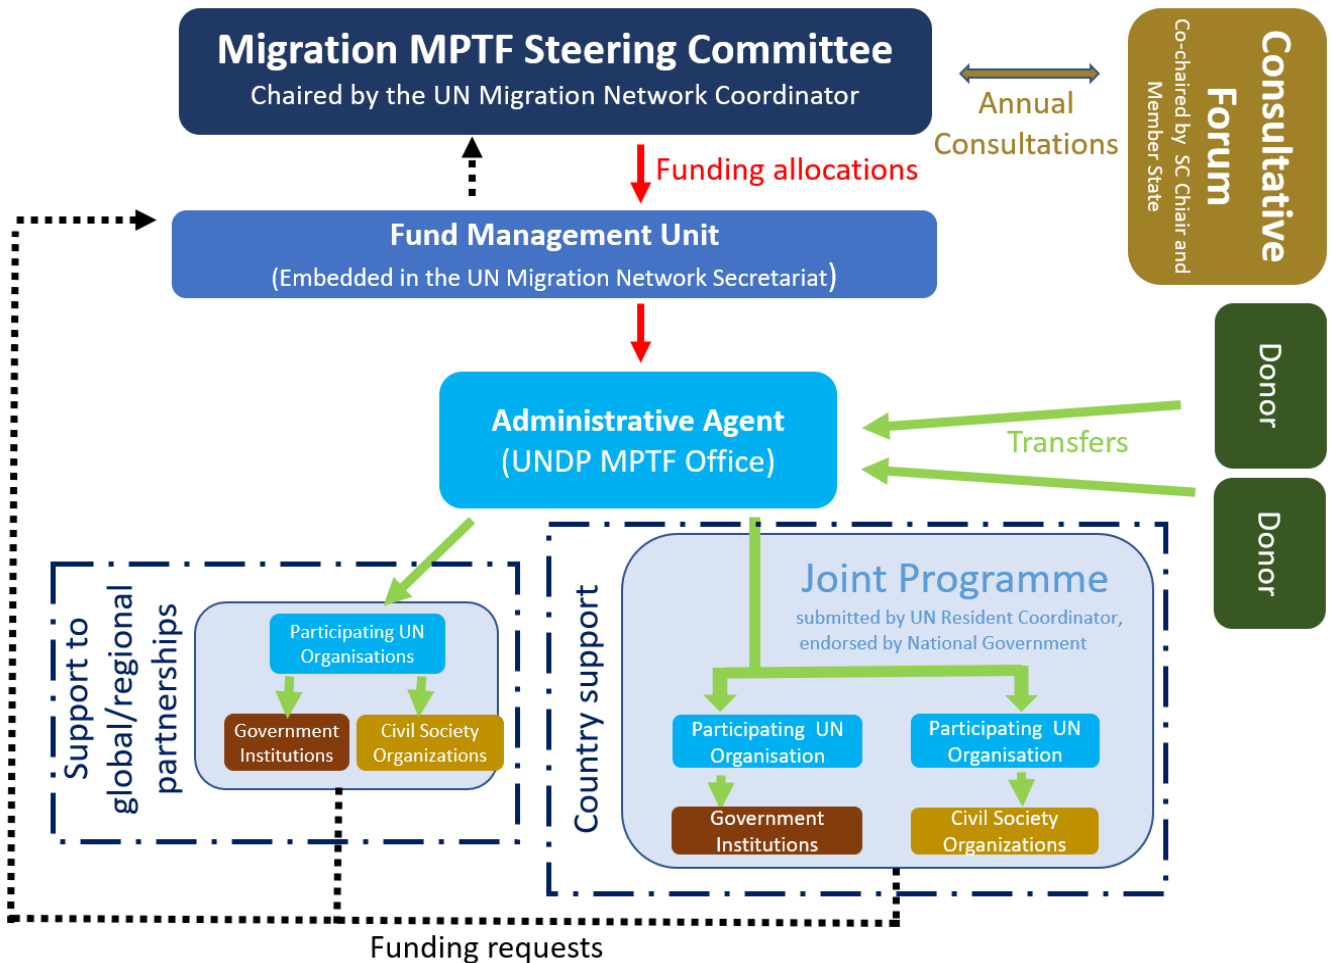 Migration MPTF Steering Committee
Chaired by the UN Migration Network Coordinator
Annual
Consultations
Consultative
Forum
Co-chaired by SC Chiair and
Member State
Funding allocations
Fund Management Unit
(Embedded in the UN Migration Network Secretariat)
Administrative Agent
(UNDP MPTF Office)
Transfers
Donor
Donor
Support to
global/regional
partnerships
Participating UN
Organisations
Government
Institutions
Civil Society
Organizations
Country support
Joint Programme
submitted by UN Resident Coordinator,
endorsed by National Government
Participating UN
Organisation
Participating UN
Organisation
Government
Institutions
Civil Society
Organizations
Funding requests